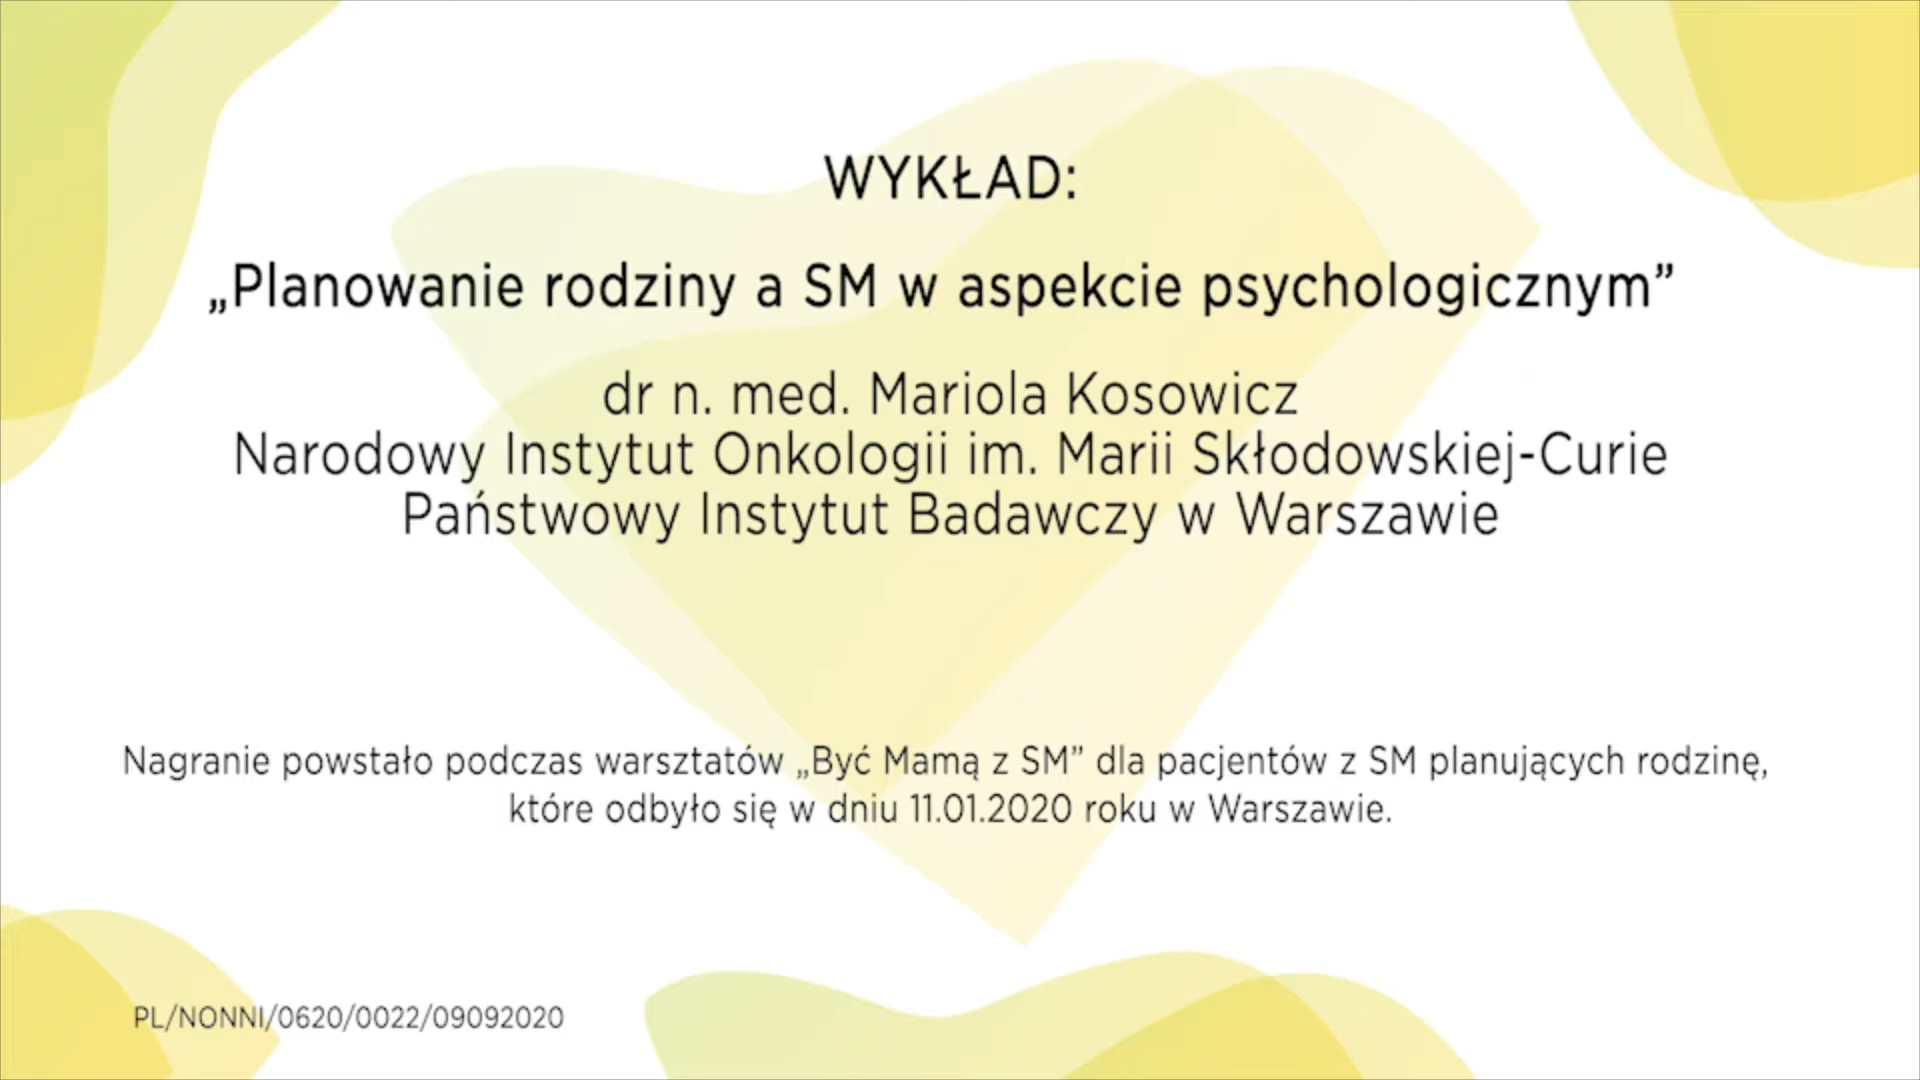 WYKŁAD:
„Planowanie rodziny a SM w aspekcie psychologicznym”
dr n. med. Mariola Kosowicz
Narodowy Instytut Onkologii im. Marii Skłodowskiej-Curie
Państwowy Instytut Badawczy w Warszawie
Nagranie powstało podczas warsztatów „Być Mamą z SM” dla pacjentów z SM planujących rodzinę,
które odbyło się w dniu 11.01.2020 roku w Warszawie.
PL/NONNI/0620/0022/09092020